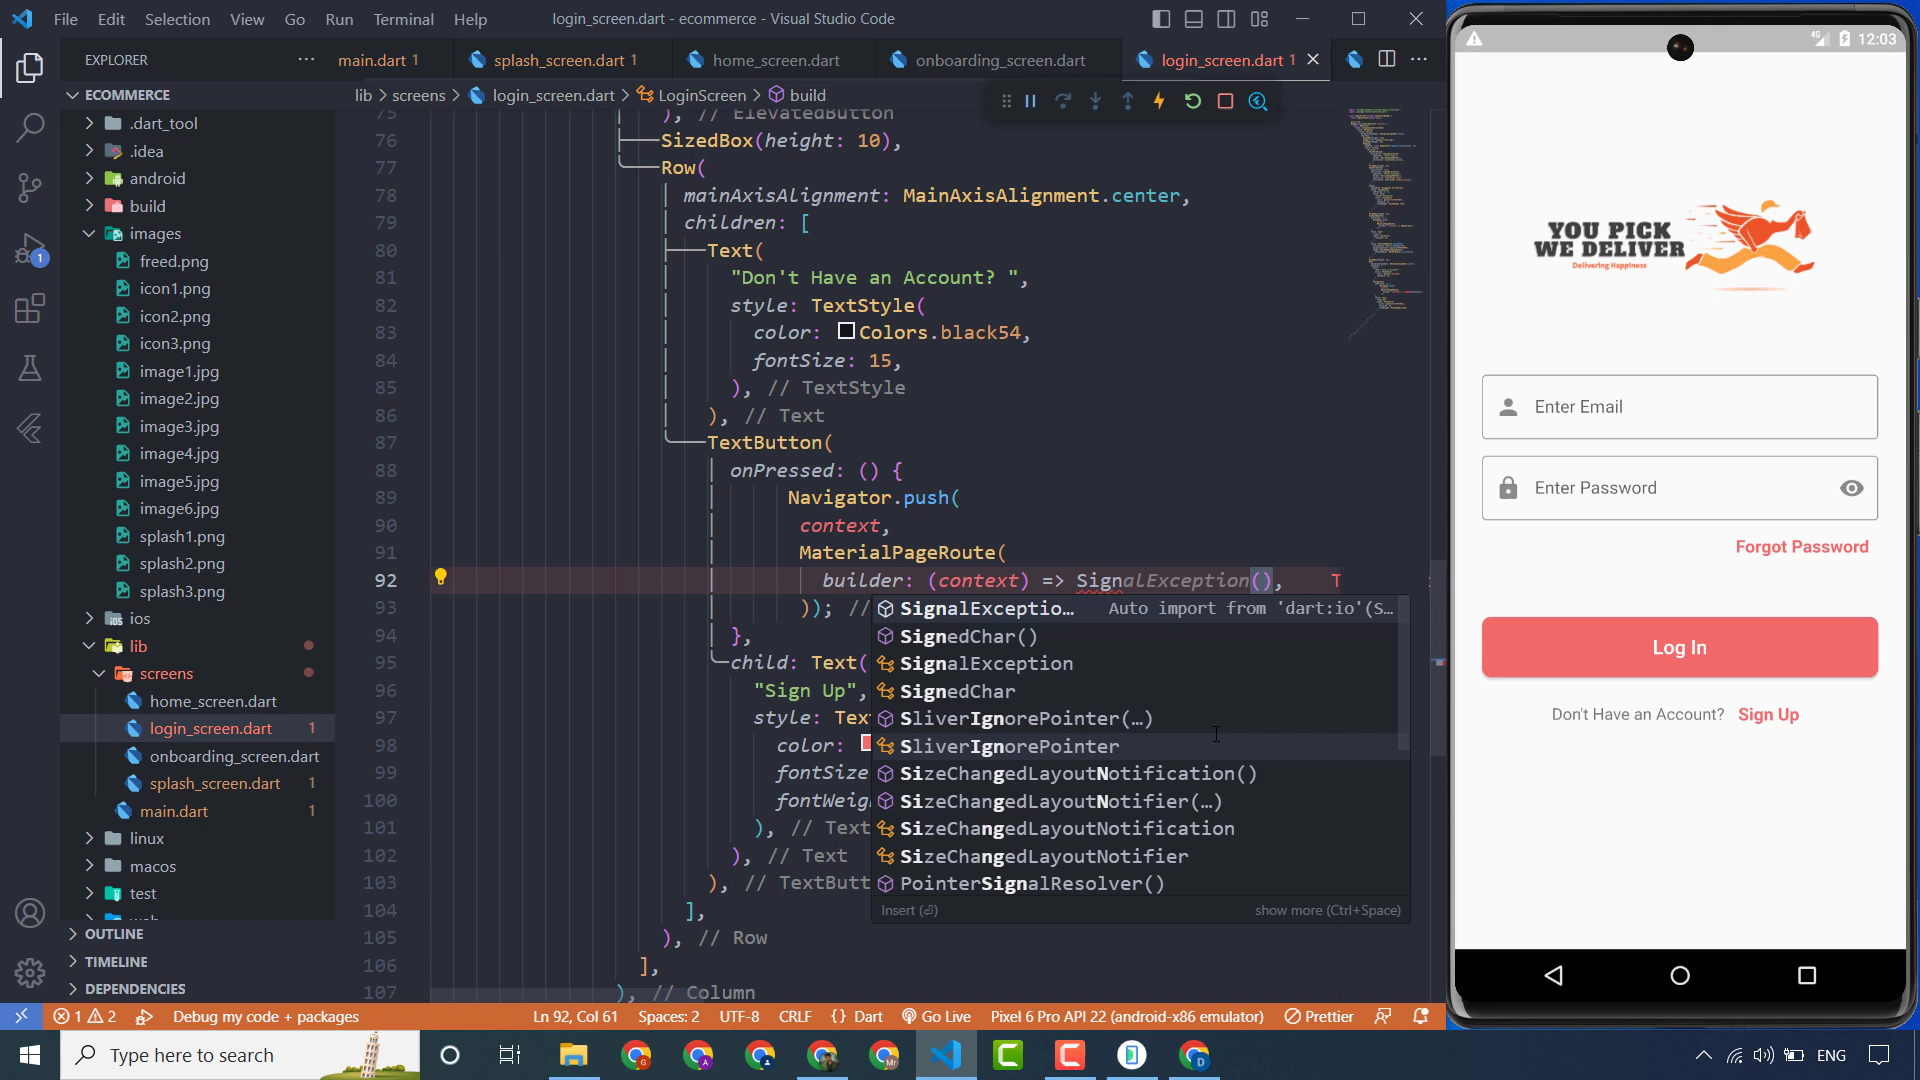 File Edit Selection View Go Run Terminal Help
login_screen.dart - ecommerce - Visual Studio Code
EXPLORER
main.dart 1
splash_screen.dart 1
home_screen.dart
onboarding_screen.dart
login_screen.dart 1
lib > screens > login_screen.dart > LoginScreen > build
ECOMMERCE
.dart_tool
.idea
android
build
images
freed.png
icon1.png
icon2.png
icon3.png
image1.jpg
image2.jpg
image3.jpg
image4.jpg
image5.jpg
image6.jpg
splash1.png
splash2.png
splash3.png
ios
lib
screens
home_screen.dart
login_screen.dart 1
onboarding_screen.dart
splash_screen.dart 1
main.dart 1
linux
macos
test
web
OUTLINE
TIMELINE
DEPENDENCIES
75 ), // ElevatedButton
76 SizedBox(height: 10),
77 Row(
78 mainAxisAlignment: MainAxisAlignment.center,
79 children: [
80 Text(
81 "Don't Have an Account? ",
82 style: TextStyle(
83 color: Colors.black54,
84 fontSize: 15,
85 ), // TextStyle
86 ), // Text
87 TextButton(
88 onPressed: () {
89 Navigator.push(
90 context,
91 MaterialPageRoute(
92 builder: (context) => SignalException(), T
93 )); //
94 },
95 child: Text(
96 "Sign Up",
97 style: Tex
98 color:
99 fontSize
100 fontWeigh
101 ), // Text
102 ), // Text
103 ), // TextButt
104 ],
105 ), // Row
106 ],
107 ), // Column
SignalExceptio... Auto import from 'dart:io'(S...
SignedChar()
SignalException
SignedChar
SliverIgnorePointer(…)
SliverIgnorePointer
SizeChangedLayoutNotification()
SizeChangedLayoutNotifier(…)
SizeChangedLayoutNotification
SizeChangedLayoutNotifier
PointerSignalResolver()
Insert (⏎) show more (Ctrl+Space)
1 2 Debug my code + packages
Ln 92, Col 61 Spaces: 2 UTF-8 CRLF {} Dart Go Live Pixel 6 Pro API 22 (android-x86 emulator) Prettier
Type here to search
ENG
4G 12:03
YOU PICK
WE DELIVER
Delivering Happiness
Enter Email
Enter Password
Forgot Password
Log In
Don't Have an Account? Sign Up